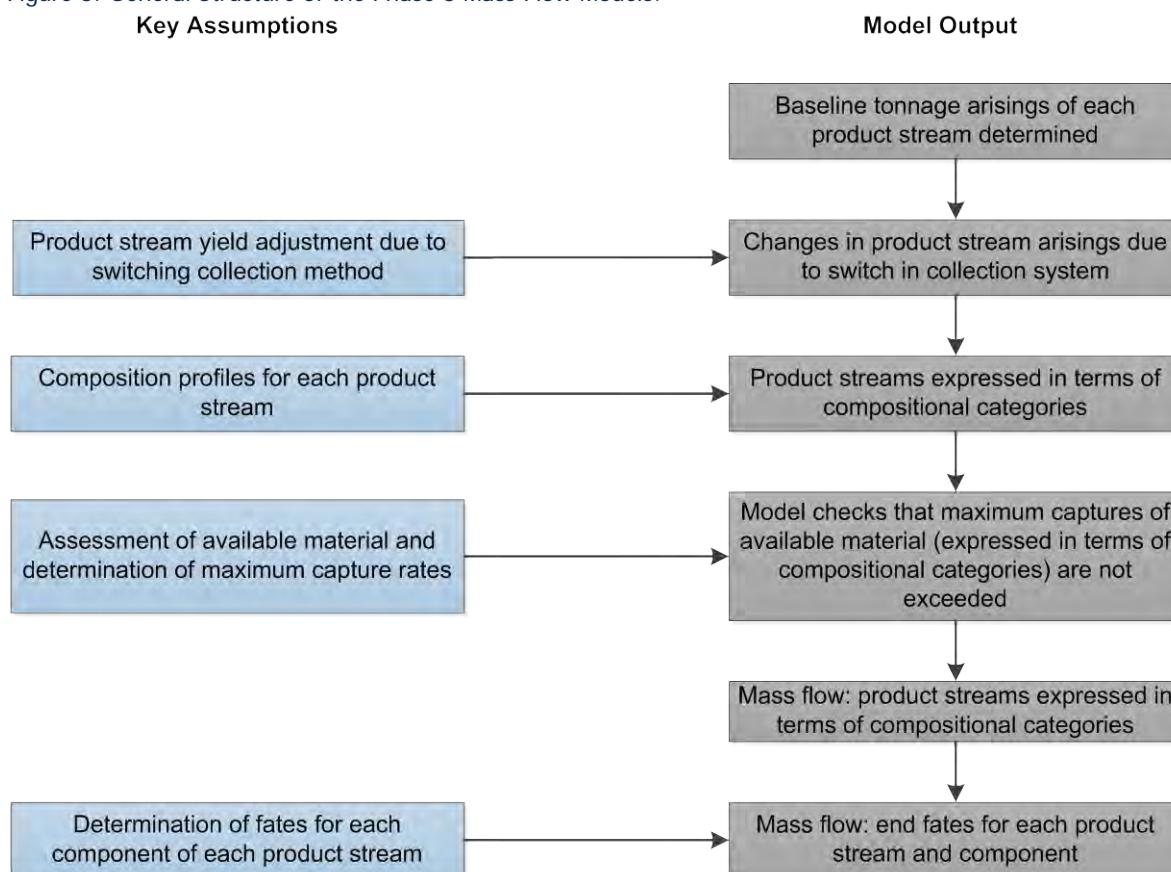 Figure 3. General Structure of the Phase 3 Mass Flow Models.
Key Assumptions
Model Output
Baseline tonnage arisings of each
product stream determined
Product stream yield adjustment due to
switching collection method
Changes in product stream arisings due
to switch in collection system
Composition profiles for each product
stream
Product streams expressed in terms of
compositional categories
Assessment of available material and
determination of maximum capture rates
Model checks that maximum captures of
available material (expressed in terms of
compositional categories) are not
exceeded
Mass flow: product streams expressed in
terms of compositional categories
Determination of fates for each
component of each product stream
Mass flow: end fates for each product
stream and component